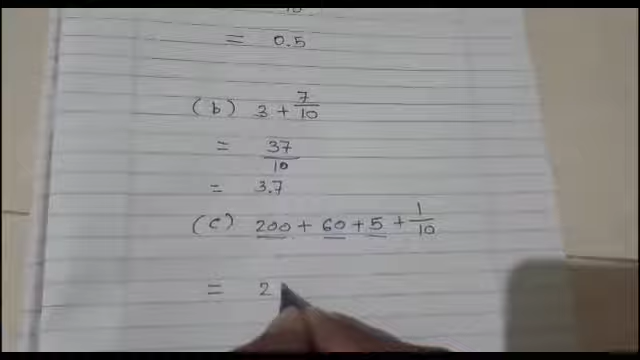 = 0.5
(b) 3 + 7/10
= 37/10
= 3.7
(c) 200 + 60 + 5 + 1/10
= 2